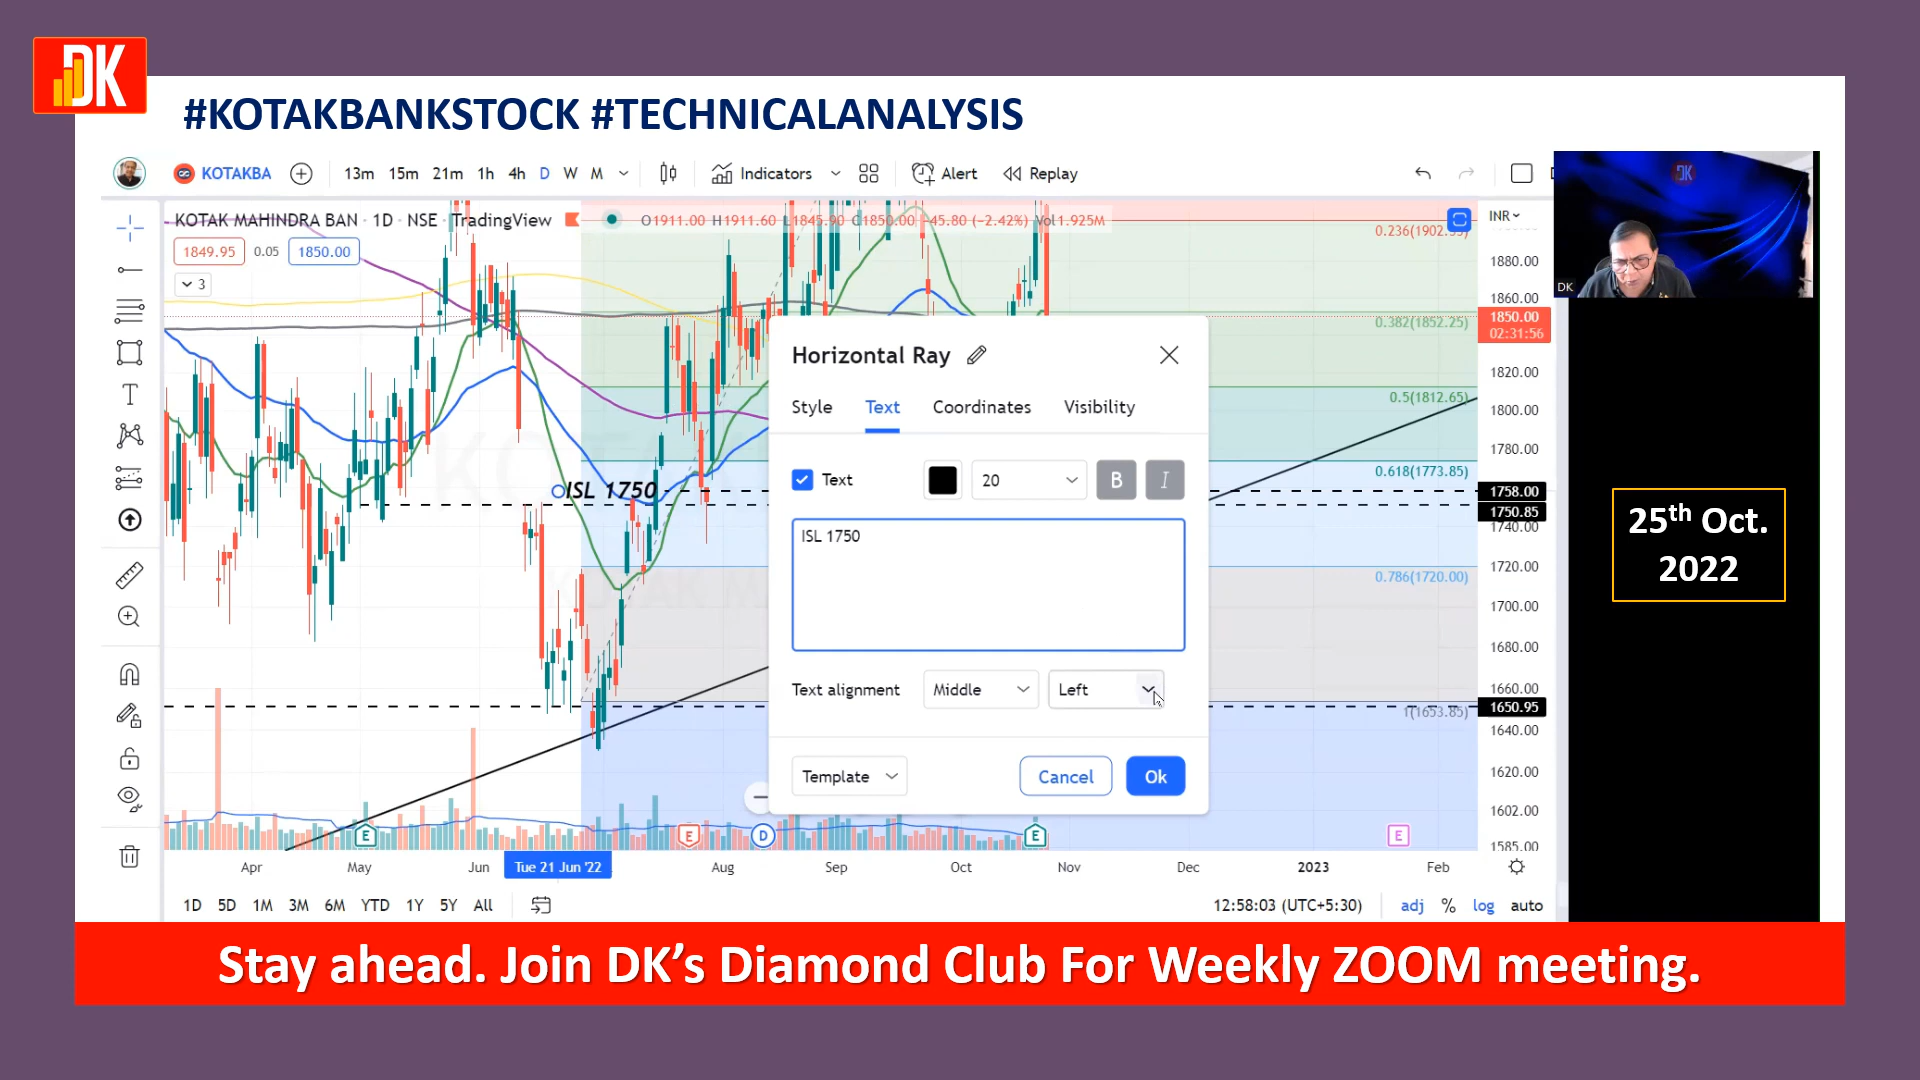 DK
#KOTAKBANKSTOCK #TECHNICALANALYSIS
KOTAKBA
13m 15m 21m 1h 4h D W M
Indicators
Alert
Replay
KOTAK MAHINDRA BAN · 1D · NSE · TradingView
O1911.00 H1911.60 L1845.90 C1850.00 -45.80 (-2.42%) Vol 1.925M
INR
1849.95 0.05 1850.00
3
0.236(1902.55)
0.382(1852.25)
0.5(1812.65)
0.618(1773.85)
0.786(1720.00)
1(1653.85)
1880.00
1860.00
1850.00
02:31:56
1820.00
1800.00
1780.00
1758.00
1750.85
1740.00
1720.00
1700.00
1680.00
1660.00
1650.95
1640.00
1620.00
1602.00
1585.00
DK
ISL 1750
Horizontal Ray
Style Text Coordinates Visibility
Text 20 B I
ISL 1750
Text alignment Middle Left
Template Cancel Ok
E E D E E
Apr May Jun Tue 21 Jun '22 Aug Sep Oct Nov Dec 2023 Feb
1D 5D 1M 3M 6M YTD 1Y 5Y All
12:58:03 (UTC+5:30) adj % log auto
25th Oct.
2022
Stay ahead. Join DK’s Diamond Club For Weekly ZOOM meeting.